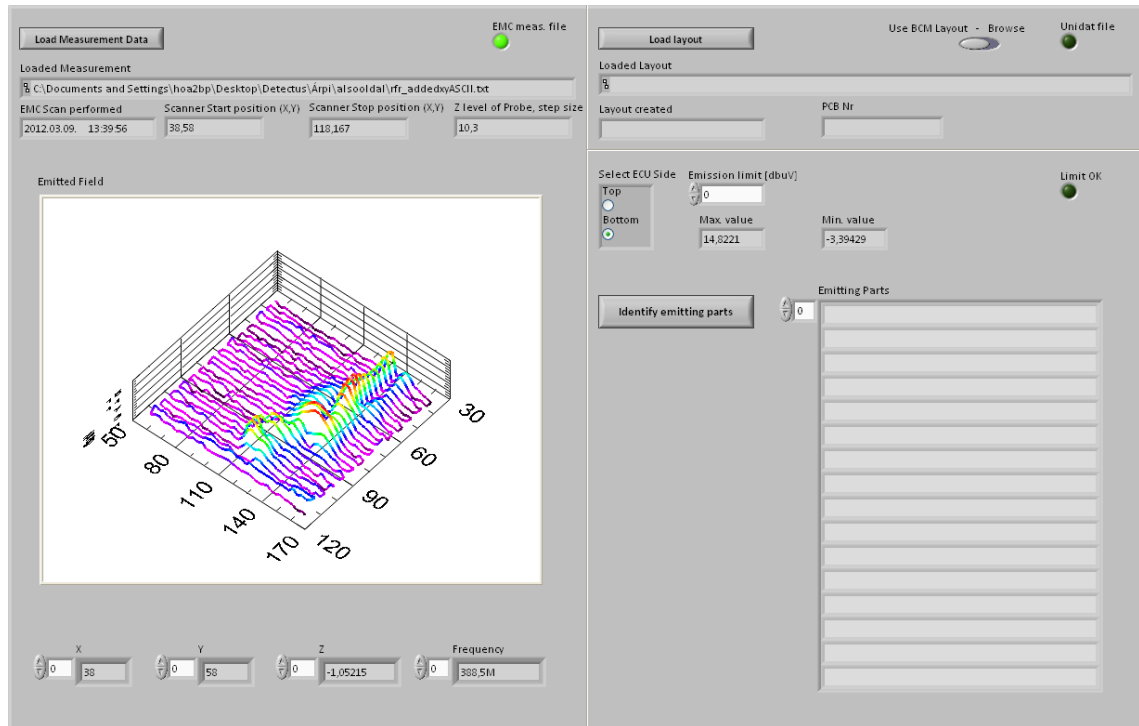 Load Measurement Data
EMC meas. file
Loaded Measurement
C:\Documents and Settings\hoa2bp\Desktop\Detectus\Árpi\alsooldal\rfr_addedxyASCII.txt
EMC Scan performed
Scanner Start position (X,Y)
Scanner Stop position (X,Y)
Z level of Probe, step size
2012.03.09. 13:39:56
38,58
118,167
10,3
Emitted Field
50
80
110
140
170
30
60
90
120
X
Y
Z
Frequency
0
38
0
58
0
-1,05215
0
388,5M
Load layout
Use BCM Layout - Browse
Unidat file
Loaded Layout
Layout created
PCB Nr
Select ECU Side
Emission limit [dbuV]
Limit OK
Top
0
Bottom
Max. value
Min. value
14,8221
-3,39429
Identify emitting parts
0
Emitting Parts